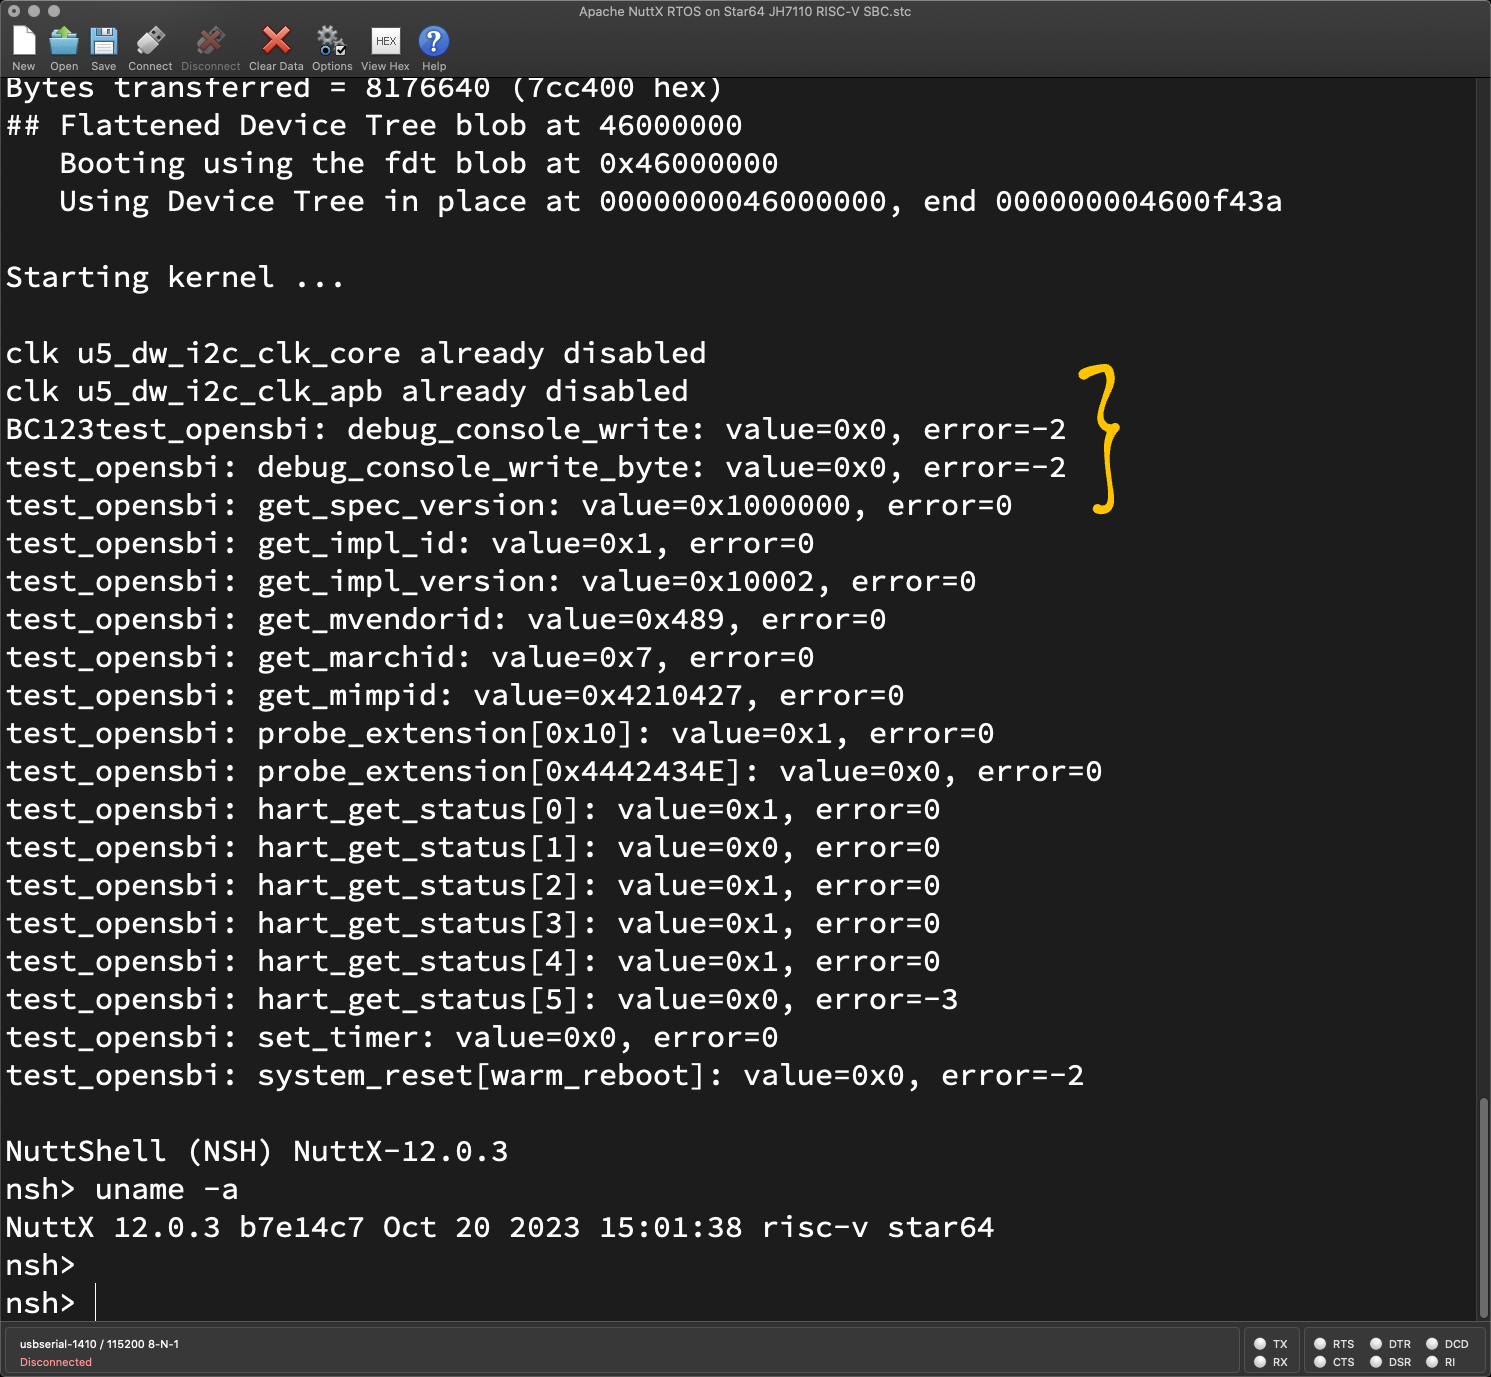 Apache NuttX RTOS on Star64 JH7110 RISC-V SBC.stc
New Open Save Connect Disconnect Clear Data Options HEX View Hex ? Help
Bytes transferred = 8176640 (7cc400 hex)
## Flattened Device Tree blob at 46000000
   Booting using the fdt blob at 0x46000000
   Using Device Tree in place at 0000000046000000, end 000000004600f43a
Starting kernel ...
clk u5_dw_i2c_clk_core already disabled
clk u5_dw_i2c_clk_apb already disabled
BC123test_opensbi: debug_console_write: value=0x0, error=-2
test_opensbi: debug_console_write_byte: value=0x0, error=-2
test_opensbi: get_spec_version: value=0x1000000, error=0
test_opensbi: get_impl_id: value=0x1, error=0
test_opensbi: get_impl_version: value=0x10002, error=0
test_opensbi: get_mvendorid: value=0x489, error=0
test_opensbi: get_marchid: value=0x7, error=0
test_opensbi: get_mimpid: value=0x4210427, error=0
test_opensbi: probe_extension[0x10]: value=0x1, error=0
test_opensbi: probe_extension[0x4442434E]: value=0x0, error=0
test_opensbi: hart_get_status[0]: value=0x1, error=0
test_opensbi: hart_get_status[1]: value=0x0, error=0
test_opensbi: hart_get_status[2]: value=0x1, error=0
test_opensbi: hart_get_status[3]: value=0x1, error=0
test_opensbi: hart_get_status[4]: value=0x1, error=0
test_opensbi: hart_get_status[5]: value=0x0, error=-3
test_opensbi: set_timer: value=0x0, error=0
test_opensbi: system_reset[warm_reboot]: value=0x0, error=-2
NuttShell (NSH) NuttX-12.0.3
nsh> uname -a
NuttX 12.0.3 b7e14c7 Oct 20 2023 15:01:38 risc-v star64
nsh>
nsh>
usbserial-1410 / 115200 8-N-1 TX RTS DTR DCD
Disconnected RX CTS DSR RI